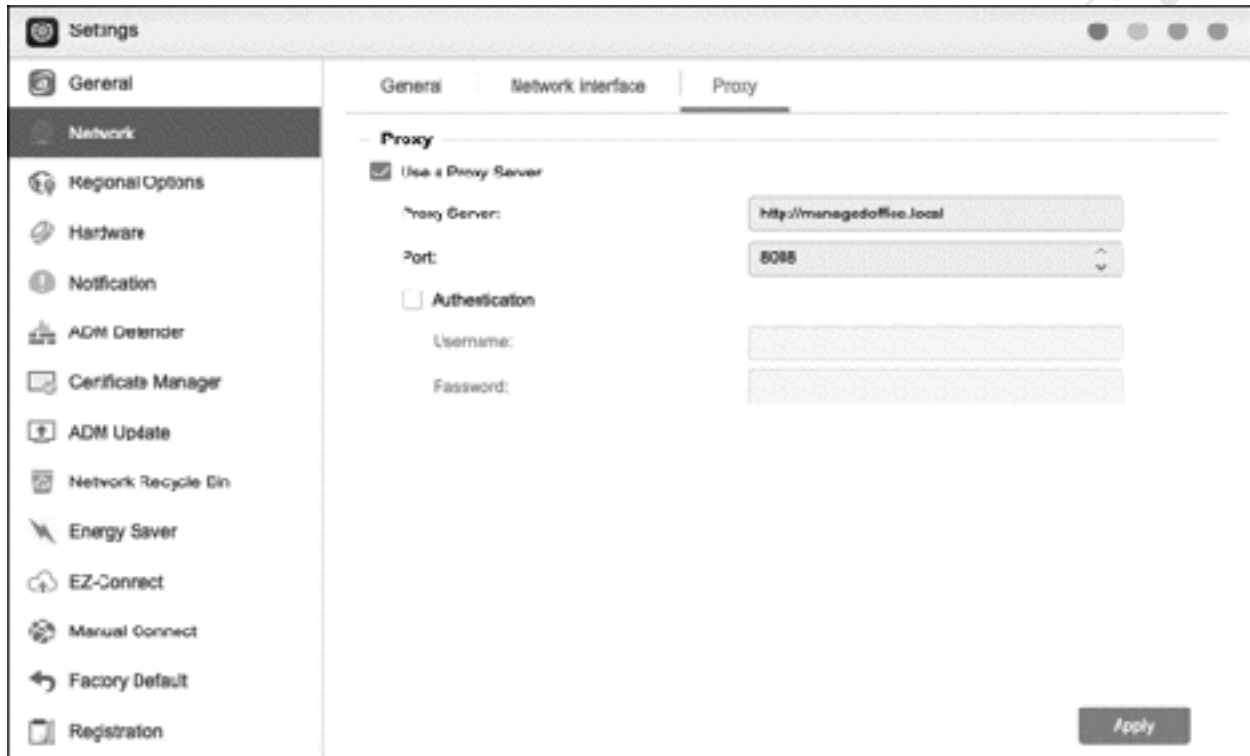 Settings
General
Network
Regional Options
Hardware
Notification
ADM Defender
Certificate Manager
ADM Update
Network Recycle Bin
Energy Saver
EZ-Connect
Manual Connect
Factory Default
Registration
General Network Interface Proxy
Proxy
Use a Proxy Server
Proxy Server: http://managedoffice.local
Port:
Authentication
Username:
Password:
Apply